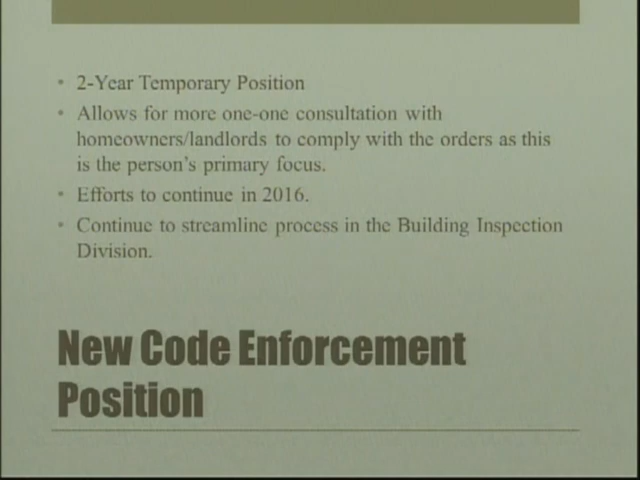 • 2-Year Temporary Position
• Allows for more one-one consultation with
homeowners/landlords to comply with the orders as this
is the person's primary focus.
• Efforts to continue in 2016.
• Continue to streamline process in the Building Inspection
Division.
New Code Enforcement
Position